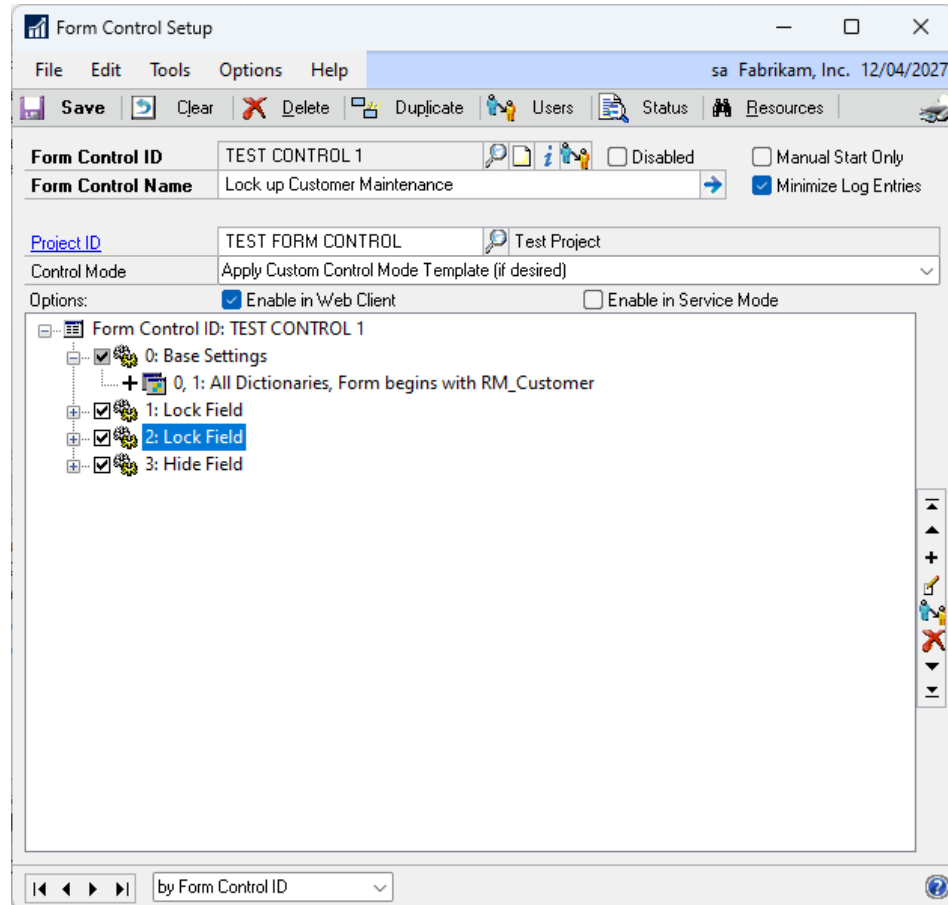 Form Control Setup
File Edit Tools Options Help sa Fabrikam, Inc. 12/04/2027
Save Clear Delete Duplicate Users Status Resources
Form Control ID TEST CONTROL 1 Disabled Manual Start Only
Form Control Name Lock up Customer Maintenance Minimize Log Entries
Project ID TEST FORM CONTROL Test Project
Control Mode Apply Custom Control Mode Template (if desired)
Options: Enable in Web Client Enable in Service Mode
Form Control ID: TEST CONTROL 1
0: Base Settings
0, 1: All Dictionaries, Form begins with RM_Customer
1: Lock Field
2: Lock Field
3: Hide Field
by Form Control ID